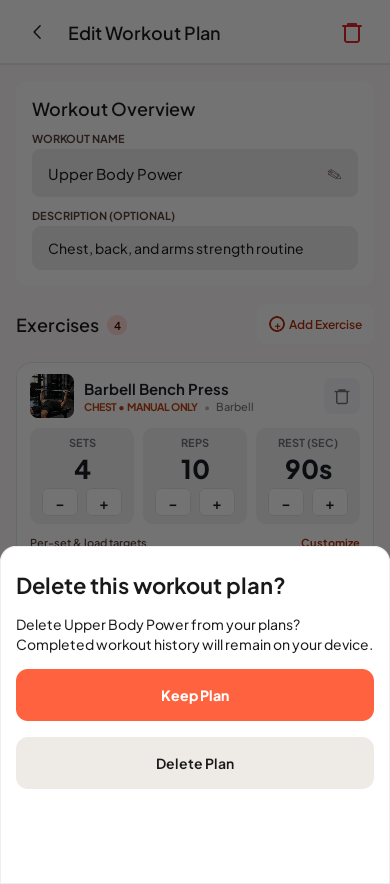 Edit Workout Plan
Workout Overview
WORKOUT NAME
Upper Body Power
DESCRIPTION (OPTIONAL)
Chest, back, and arms strength routine
Exercises 4
Add Exercise
Barbell Bench Press
CHEST • MANUAL ONLY • Barbell
SETS REPS REST (SEC)
4 10 90s
− + − + − +
Per-set & load targets Customize
Delete this workout plan?
Delete Upper Body Power from your plans?
Completed workout history will remain on your device.
Keep Plan
Delete Plan